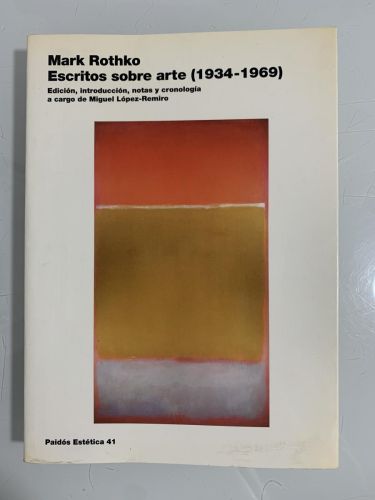 Mark Rothko
Escritos sobre arte (1934-1969)
Edición, introducción, notas y cronología
a cargo de Miguel López-Remiro
Paidós Estética 41